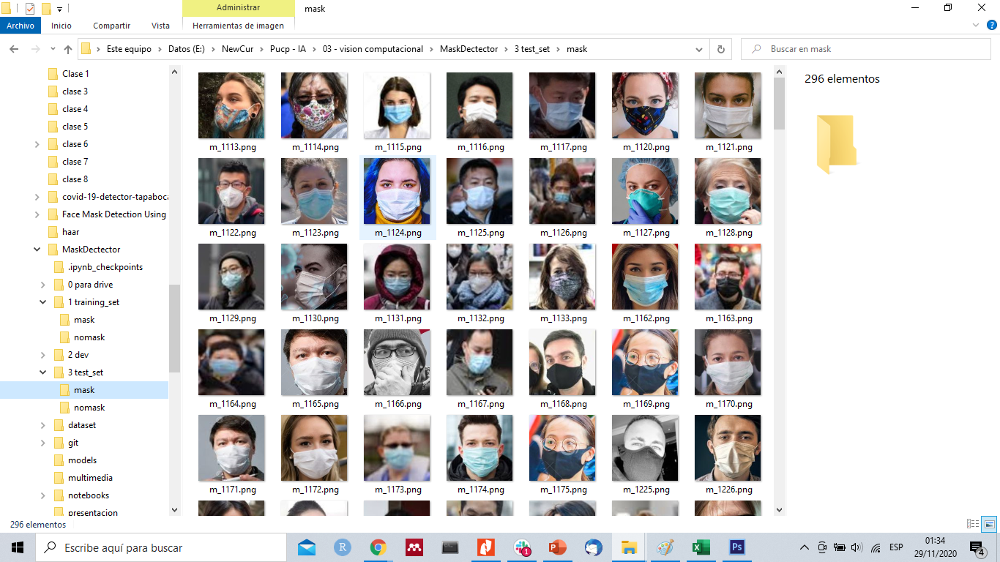 Administrar
mask
Archivo
Inicio
Compartir
Vista
Herramientas de imagen
Este equipo
Datos (E:)
NewCur
Pucp - IA
03 - vision computacional
MaskDectector
3 test_set
mask
Buscar en mask
Clase 1
clase 3
clase 4
clase 5
clase 6
clase 7
clase 8
covid-19-detector-tapaboca
Face Mask Detection Using
haar
MaskDectector
.ipynb_checkpoints
0 para drive
1 training_set
mask
nomask
2 dev
3 test_set
mask
nomask
dataset
git
models
multimedia
notebooks
presentacion
m_1113.png
m_1114.png
m_1115.png
m_1116.png
m_1117.png
m_1120.png
m_1121.png
m_1122.png
m_1123.png
m_1124.png
m_1125.png
m_1126.png
m_1127.png
m_1128.png
m_1129.png
m_1130.png
m_1131.png
m_1132.png
m_1133.png
m_1162.png
m_1163.png
m_1164.png
m_1165.png
m_1166.png
m_1167.png
m_1168.png
m_1169.png
m_1170.png
m_1171.png
m_1172.png
m_1173.png
m_1174.png
m_1175.png
m_1225.png
m_1226.png
296 elementos
296 elementos
Escribe aquí para buscar
R
1
P
X
Ps
ESP
01:34
29/11/2020
4